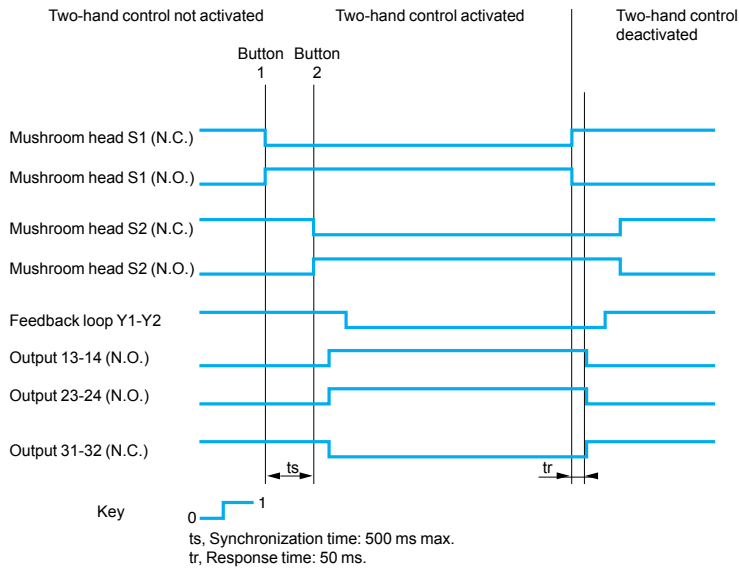 Two-hand control not activated
Two-hand control activated
Two-hand control
deactivated
Button
1
Button
2
Mushroom head S1 (N.C.)
Mushroom head S1 (N.O.)
Mushroom head S2 (N.C.)
Mushroom head S2 (N.O.)
Feedback loop Y1-Y2
Output 13-14 (N.O.)
Output 23-24 (N.O.)
Output 31-32 (N.C.)
ts
tr
Key
0
1
ts, Synchronization time: 500 ms max.
tr, Response time: 50 ms.